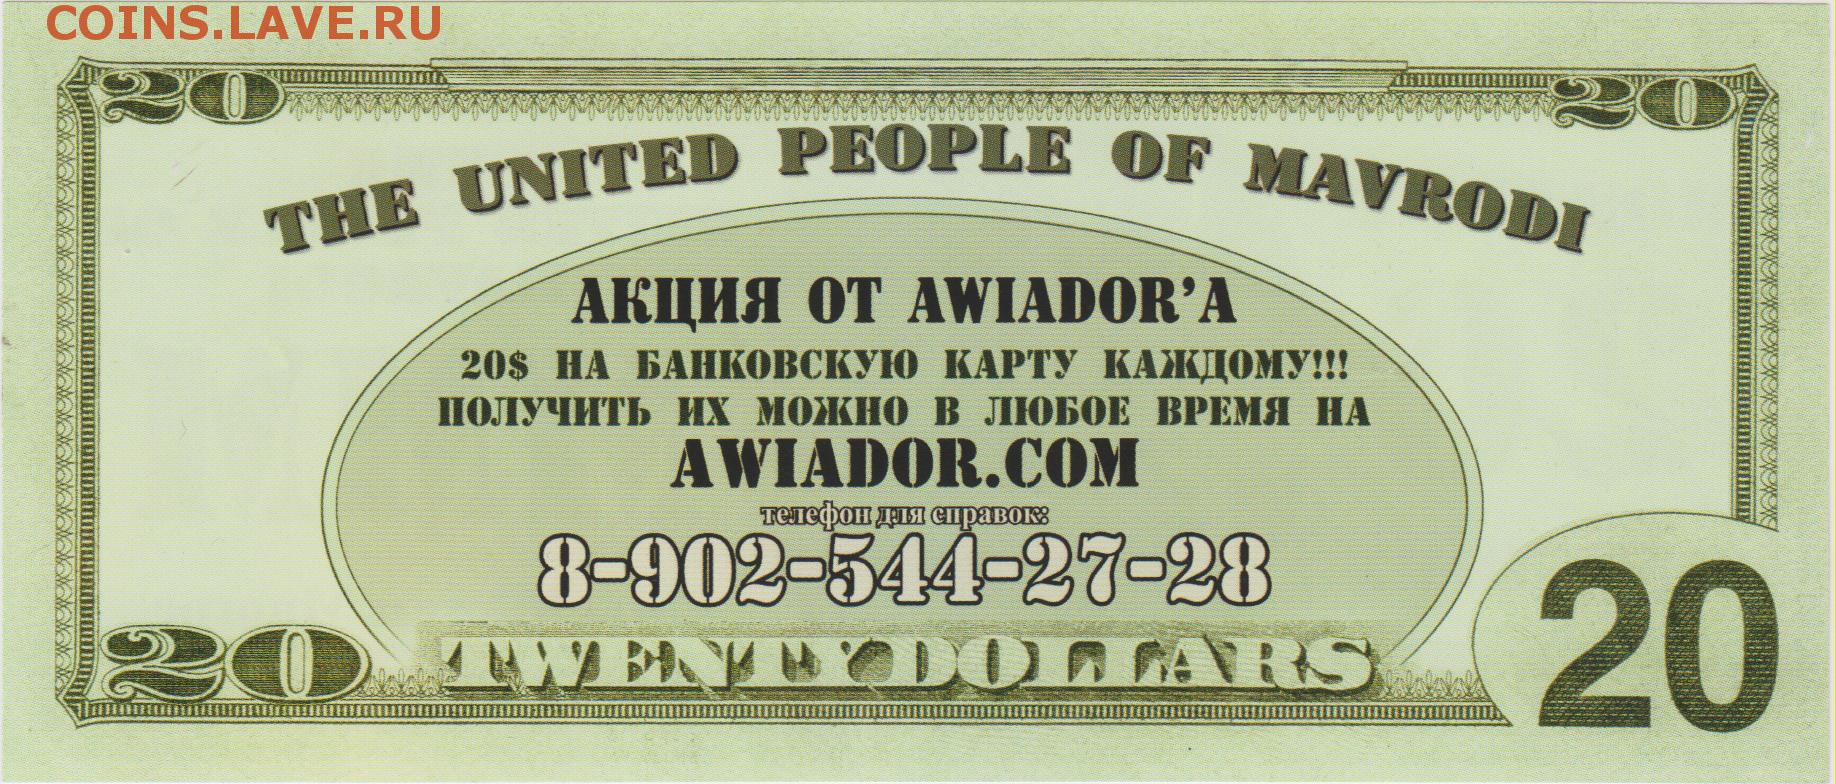 COINS.LAVE.RU
20 20
THE UNITED PEOPLE OF MAVRODI
АКЦИЯ ОТ AWIADOR'А
20$ НА БАНКОВСКУЮ КАРТУ КАЖДОМУ!!!
ПОЛУЧИТЬ ИХ МОЖНО В ЛЮБОЕ ВРЕМЯ НА
AWIADOR.COM
телефон для справок:
8-902-544-27-28
20 TWENTY DOLLARS 20